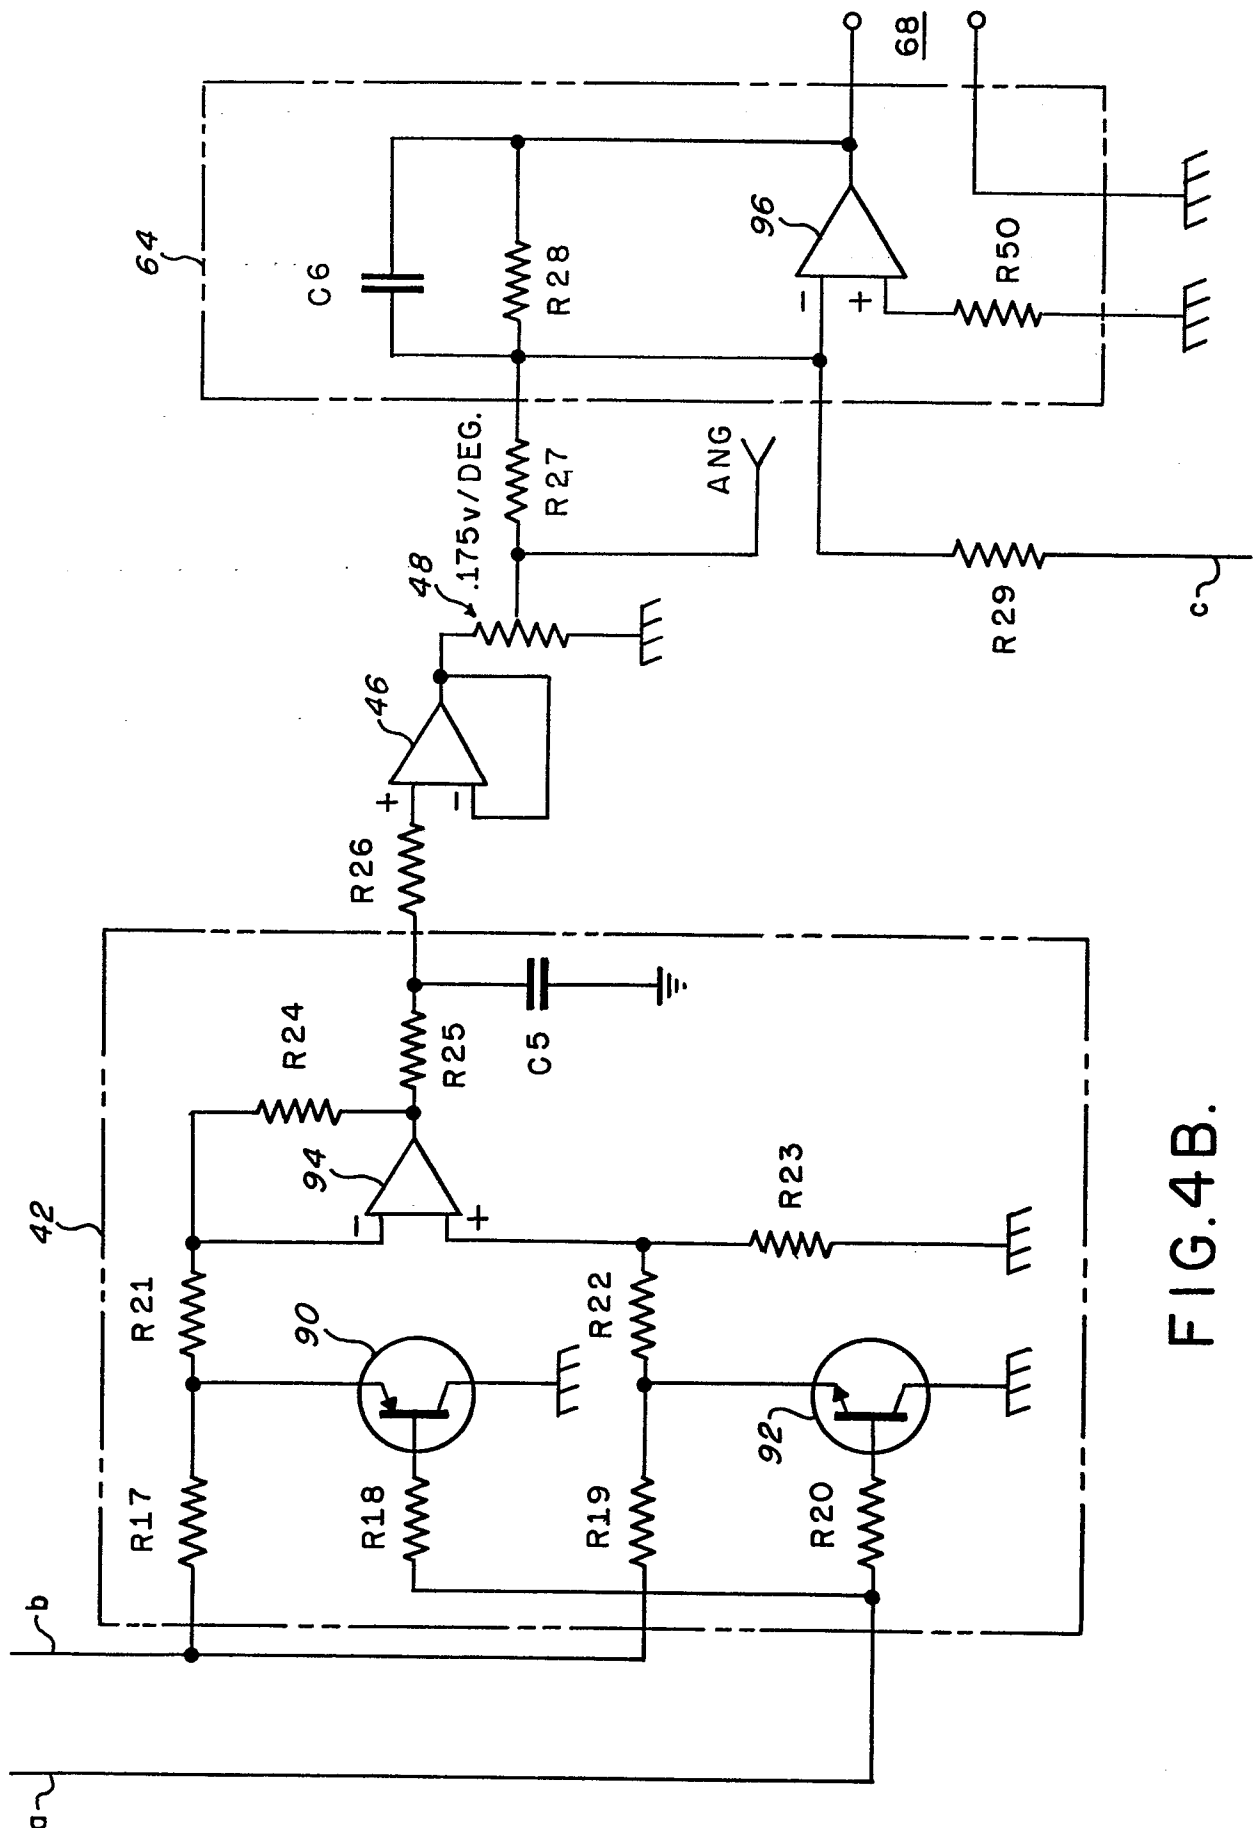 a
b
42
R17
R21
R24
94
R18
90
R25
C5
R19
R22
R23
R20
92
R26
46
48
.175v/DEG.
R27
ANG
R29
c
64
C6
R28
96
R50
68
-
+
+
-
-
+
FIG.4B.